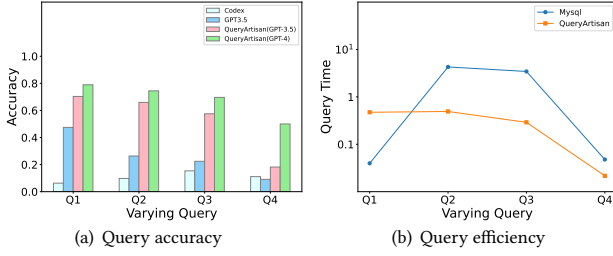 Codex
GPT3.5
QueryArtisan(GPT-3.5)
QueryArtisan(GPT-4)
1.0
0.8
0.6
0.4
0.2
0.0
Accuracy
Q1 Q2 Q3 Q4
Varying Query
(a) Query accuracy
Mysql
QueryArtisan
10¹
1
0.1
Query Time
Q1 Q2 Q3 Q4
Varying Query
(b) Query efficiency